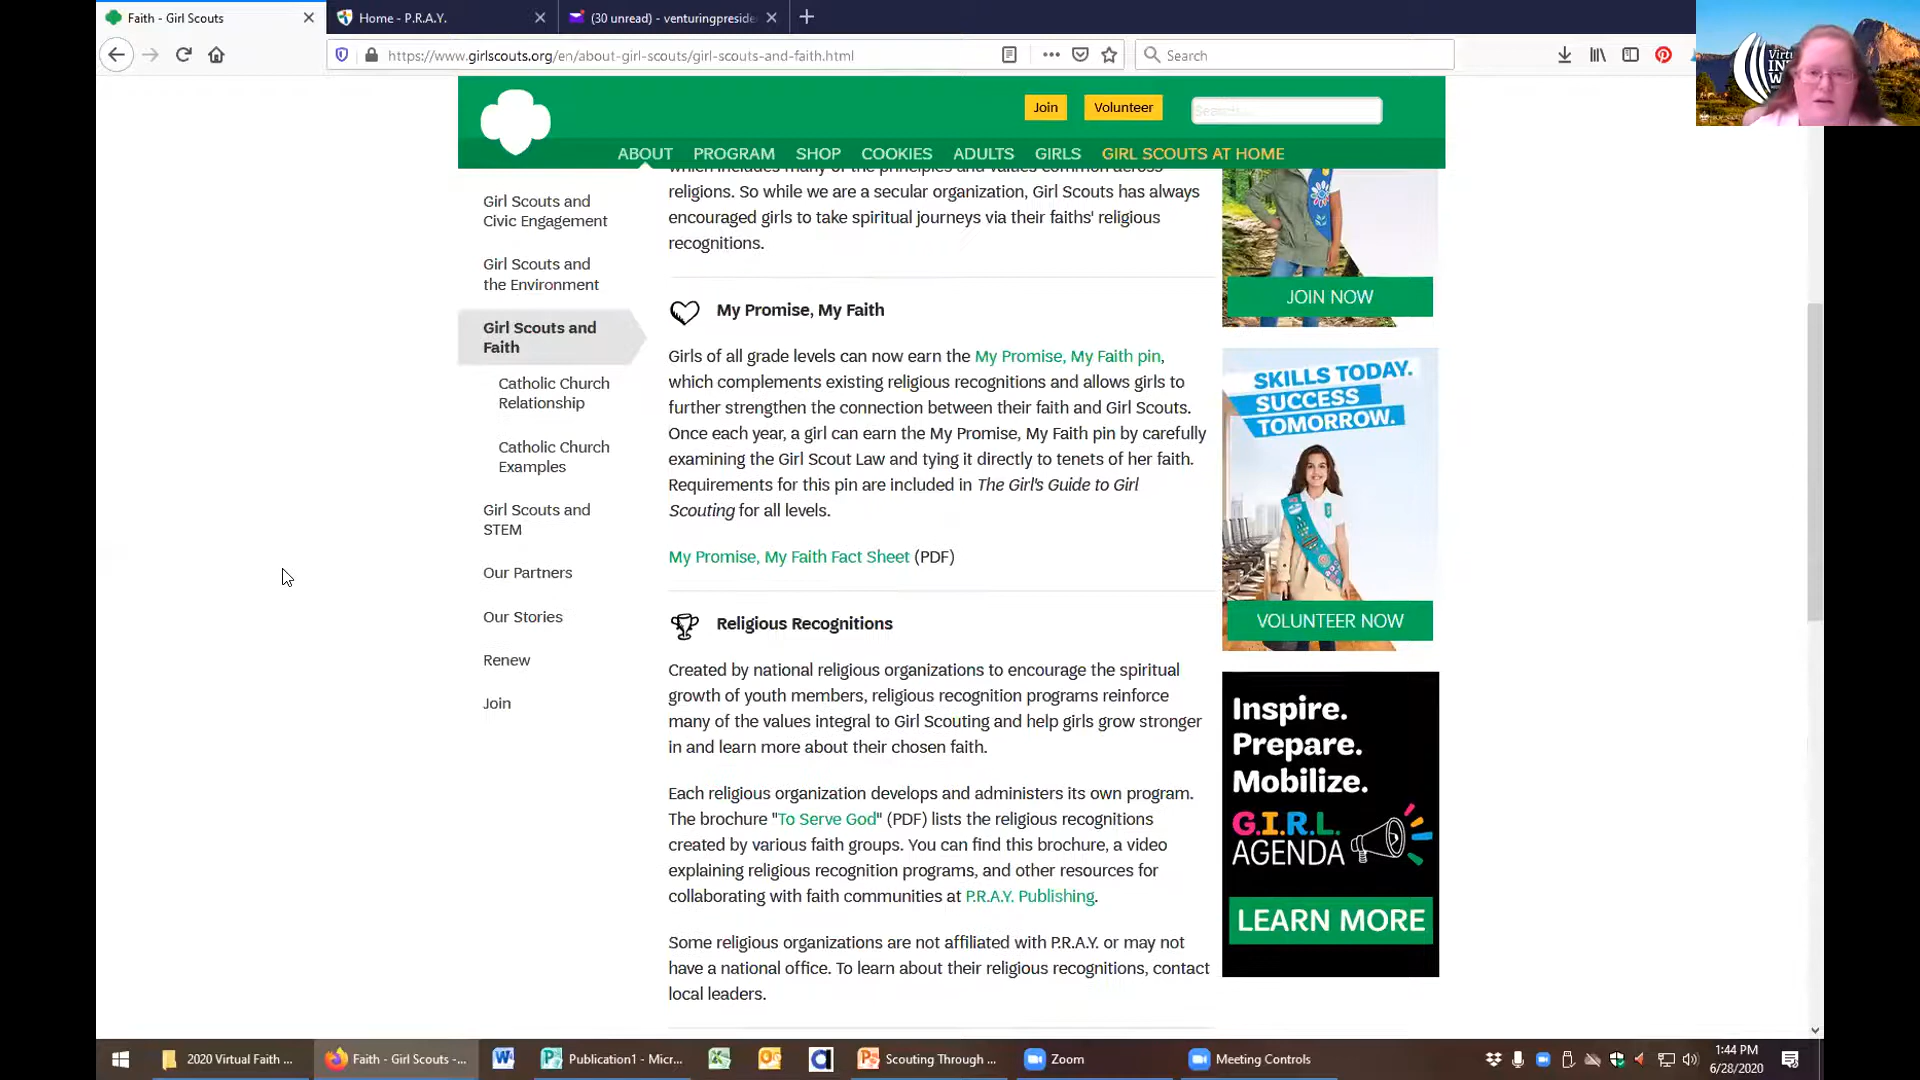 Faith - Girl Scouts
Home - P.R.A.Y.
(30 unread) - venturingpreside
https://www.girlscouts.org/en/about-girl-scouts/girl-scouts-and-faith.html
Search
Join
Volunteer
Search...
ABOUT PROGRAM SHOP COOKIES ADULTS GIRLS GIRL SCOUTS AT HOME
Girl Scouts and
Civic Engagement
Girl Scouts and
the Environment
Girl Scouts and
Faith
Catholic Church
Relationship
Catholic Church
Examples
Girl Scouts and
STEM
Our Partners
Our Stories
Renew
Join
which includes many of the principles and values common across
religions. So while we are a secular organization, Girl Scouts has always
encouraged girls to take spiritual journeys via their faiths' religious
recognitions.
My Promise, My Faith
Girls of all grade levels can now earn the My Promise, My Faith pin,
which complements existing religious recognitions and allows girls to
further strengthen the connection between their faith and Girl Scouts.
Once each year, a girl can earn the My Promise, My Faith pin by carefully
examining the Girl Scout Law and tying it directly to tenets of her faith.
Requirements for this pin are included in The Girl's Guide to Girl
Scouting for all levels.
My Promise, My Faith Fact Sheet (PDF)
Religious Recognitions
Created by national religious organizations to encourage the spiritual
growth of youth members, religious recognition programs reinforce
many of the values integral to Girl Scouting and help girls grow stronger
in and learn more about their chosen faith.
Each religious organization develops and administers its own program.
The brochure "To Serve God" (PDF) lists the religious recognitions
created by various faith groups. You can find this brochure, a video
explaining religious recognition programs, and other resources for
collaborating with faith communities at P.R.A.Y. Publishing.
Some religious organizations are not affiliated with P.R.A.Y. or may not
have a national office. To learn about their religious recognitions, contact
local leaders.
JOIN NOW
SKILLS TODAY.
SUCCESS
TOMORROW.
VOLUNTEER NOW
Inspire.
Prepare.
Mobilize.
G.I.R.L.
AGENDA
LEARN MORE
2020 Virtual Faith ...
Faith - Girl Scouts -...
Publication1 - Micr...
Scouting Through ...
Zoom
Meeting Controls
1:44 PM
6/28/2020